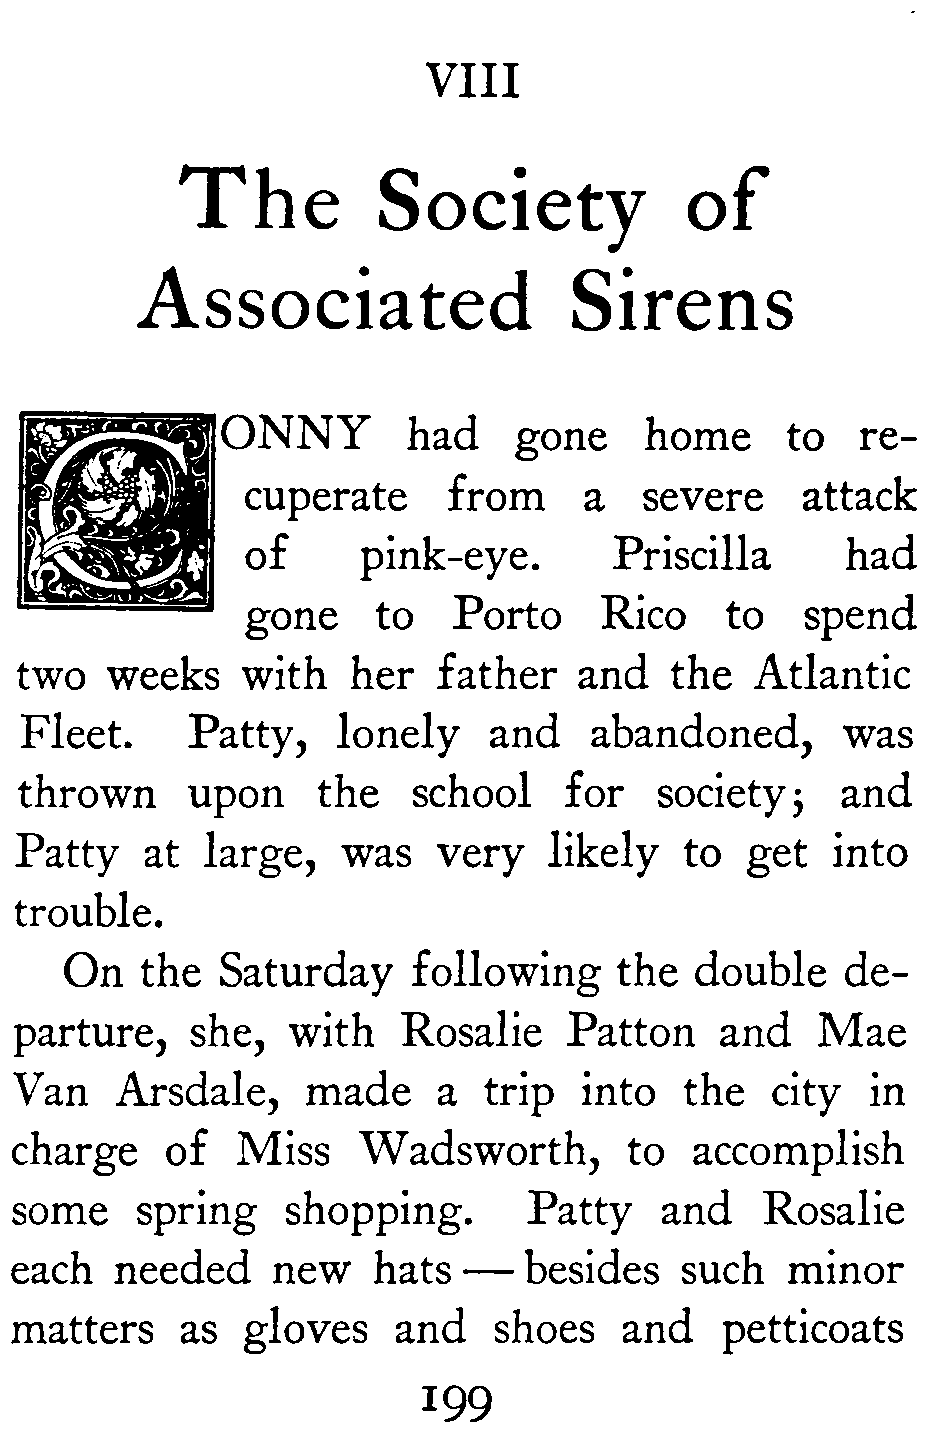 VIII
The Society of
Associated Sirens
CONNY had gone home to re-
cuperate from a severe attack
of pink-eye. Priscilla had
gone to Porto Rico to spend
two weeks with her father and the Atlantic
Fleet. Patty, lonely and abandoned, was
thrown upon the school for society; and
Patty at large, was very likely to get into
trouble.
On the Saturday following the double de-
parture, she, with Rosalie Patton and Mae
Van Arsdale, made a trip into the city in
charge of Miss Wadsworth, to accomplish
some spring shopping. Patty and Rosalie
each needed new hats — besides such minor
matters as gloves and shoes and petticoats
199